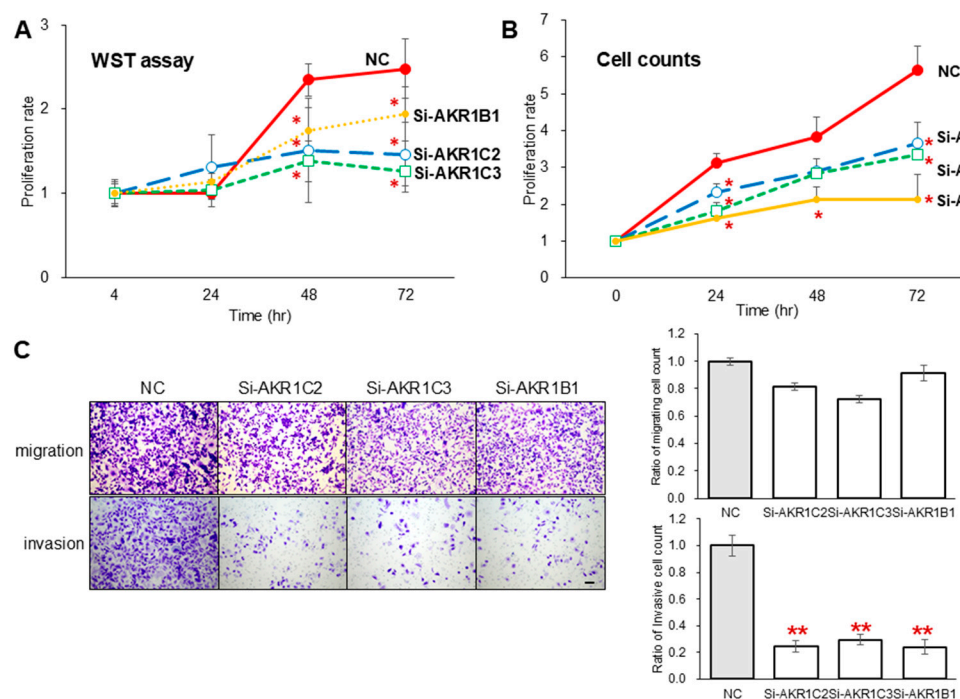 A
WST assay
NC
Si-AKR1B1
Si-AKR1C2
Si-AKR1C3
*
*
*
*
*
Proliferation rate
3
2
1
0
4
24
48
72
Time (hr)
B
Cell counts
NC
Si-A
Si-A
Si-A
*
*
*
*
*
*
*
Proliferation rate
7
6
5
4
3
2
1
0
0
24
48
72
Time (hr)
C
NC
Si-AKR1C2
Si-AKR1C3
Si-AKR1B1
migration
invasion
Ratio of migrating cell count
1.2
1.0
0.8
0.6
0.4
0.2
0.0
NC
Si-AKR1C2
Si-AKR1C3
Si-AKR1B1
Ratio of Invasive cell count
1.2
1.0
0.8
0.6
0.4
0.2
0.0
**
**
**
NC
Si-AKR1C2
Si-AKR1C3
Si-AKR1B1